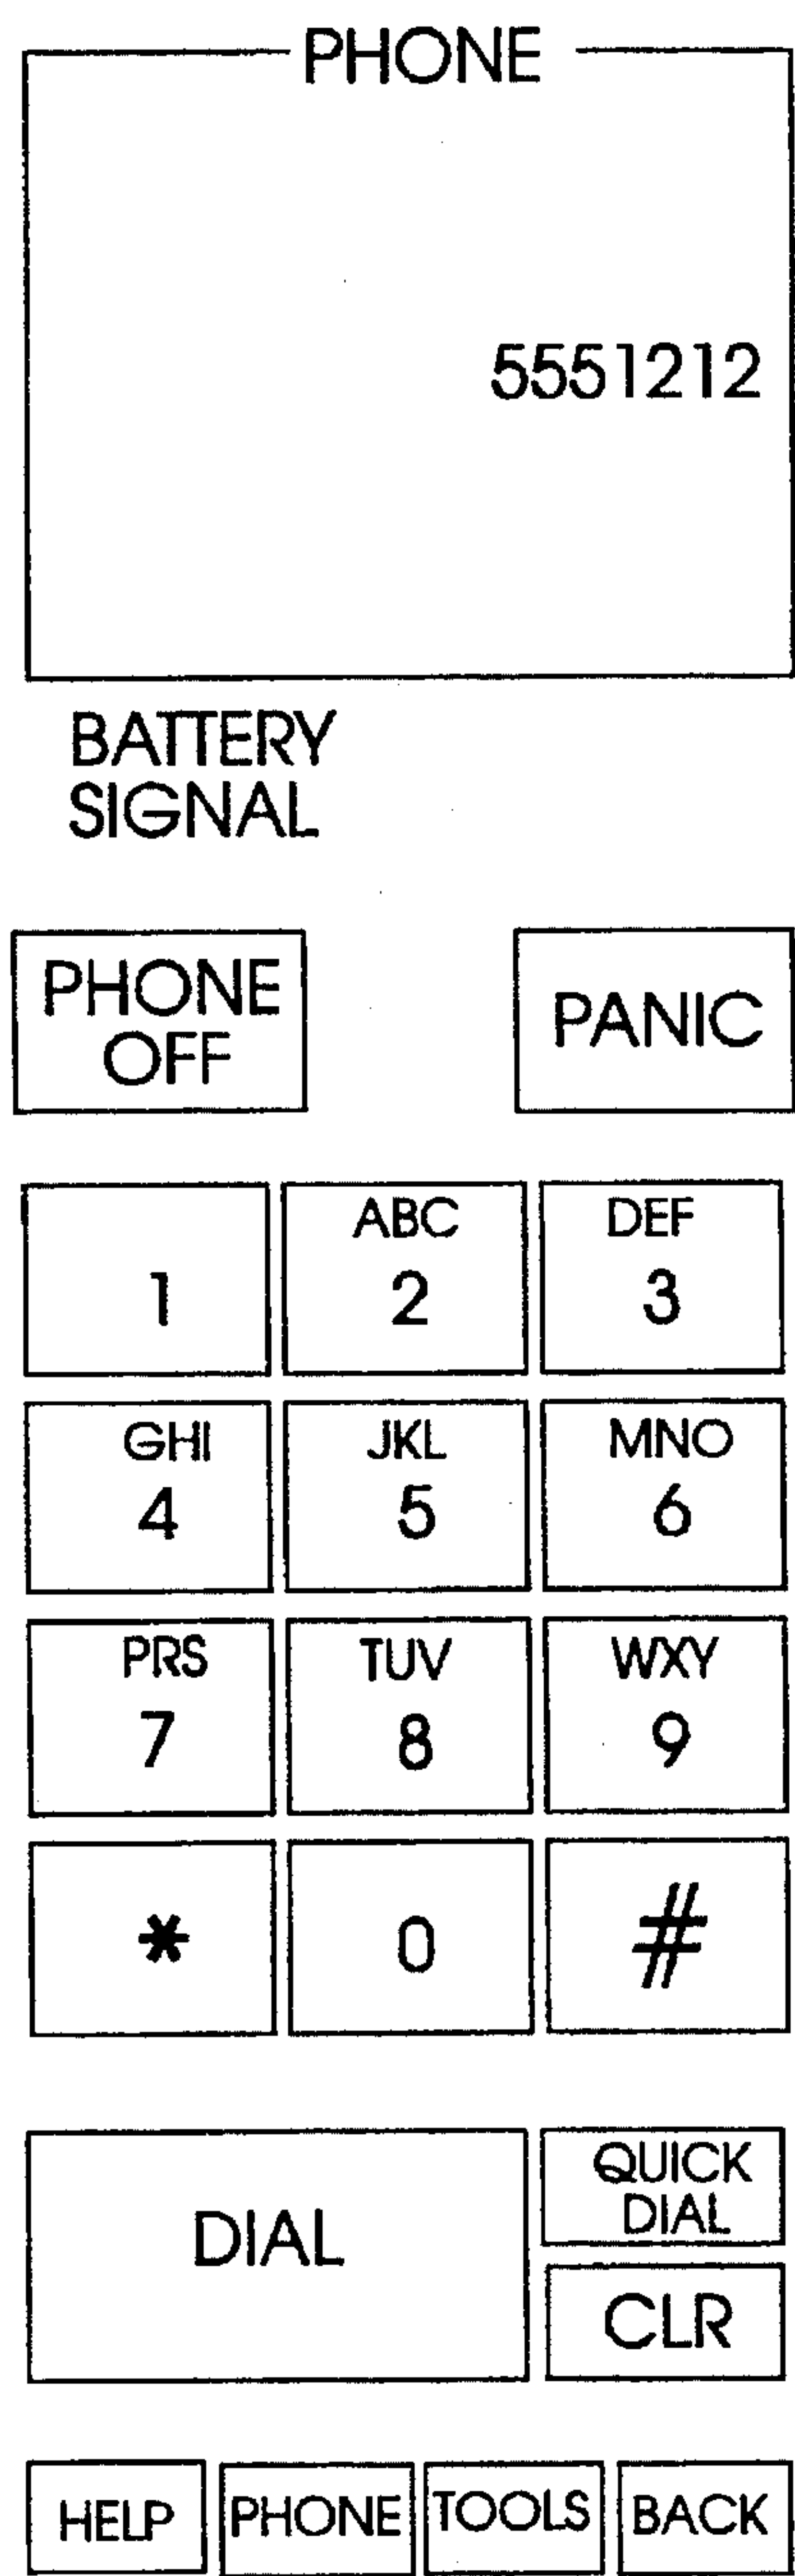 PHONE
5551212
BATTERY
SIGNAL
PHONE
OFF
PANIC
1
ABC
2
DEF
3
GHI
4
JKL
5
MNO
6
PRS
7
TUV
8
WXY
9
*
0
#
DIAL
QUICK
DIAL
CLR
HELP
PHONE
TOOLS
BACK